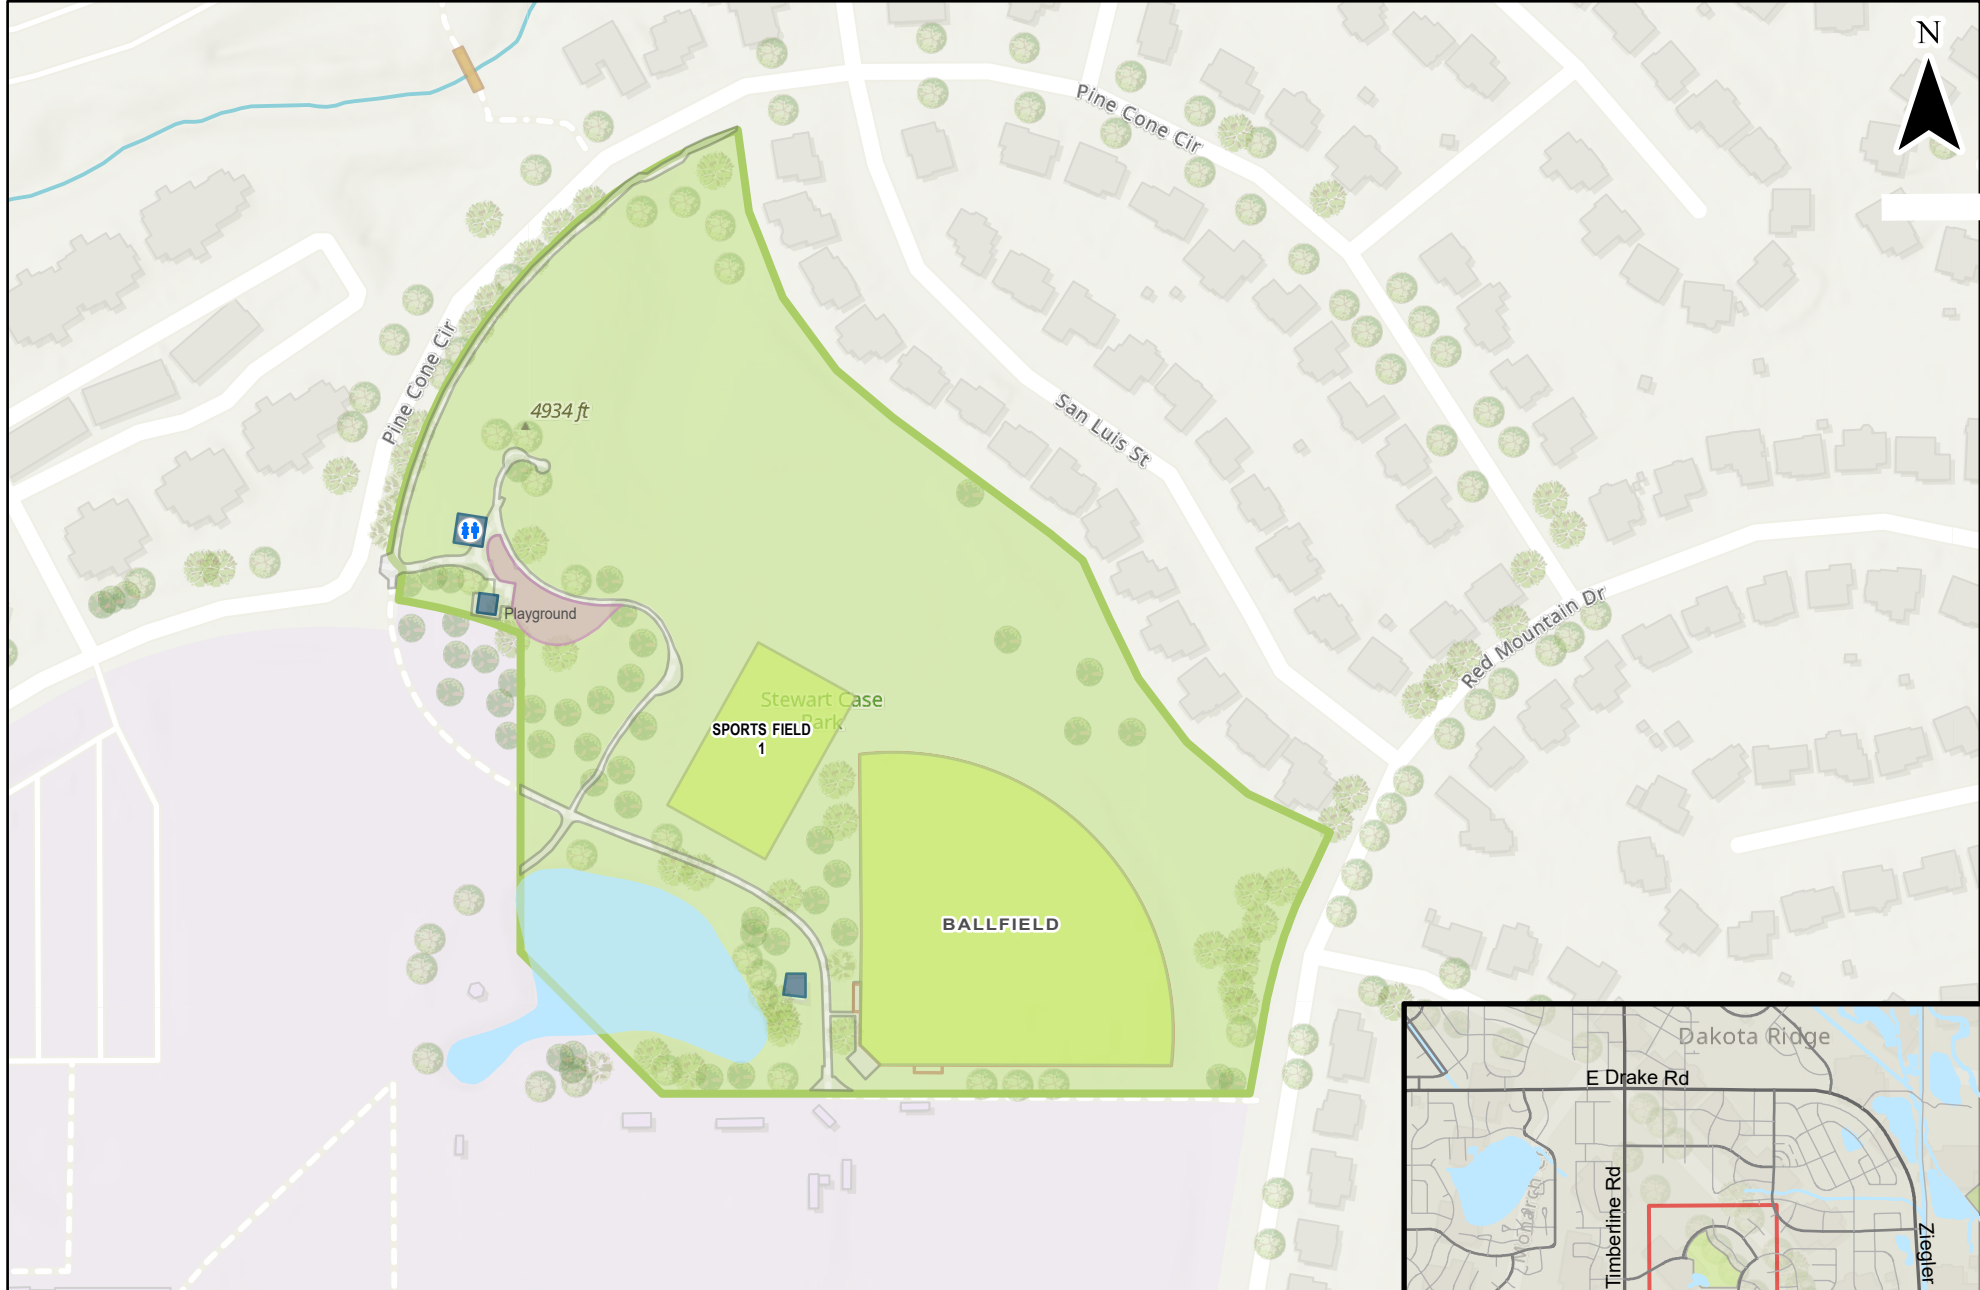 N
Pine Cone Cir
Pine Cone Cir
4934 ft
San Luis St
Playground
Red Mountain Dr
Stewart Case
Park
SPORTS FIELD
1
BALLFIELD
Dakota Ridge
E Drake Rd
Timberline Rd
Ziegler